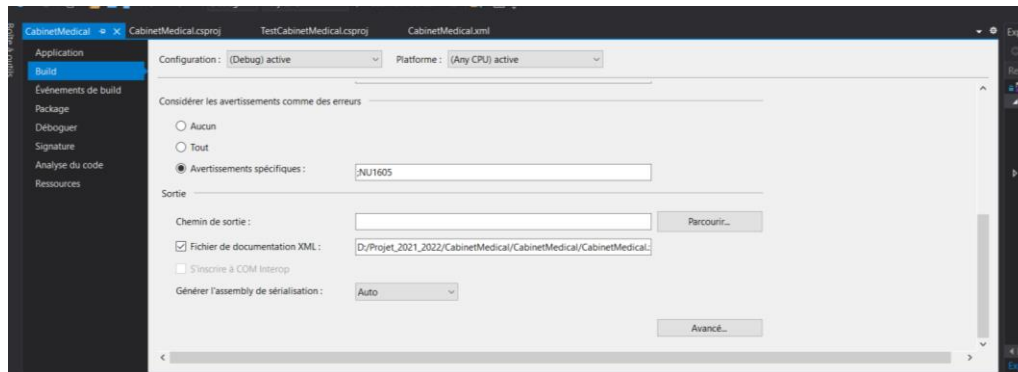 CabinetMedical CabinetMedical.csproj TestCabinetMedical.csproj CabinetMedical.xml
Application
Build
Événements de build
Package
Déboguer
Signature
Analyse du code
Ressources
Configuration : (Debug) active Platforme : (Any CPU) active
Considérer les avertissements comme des erreurs
Aucun
Tout
Avertissements spécifiques : ;NU1605
Sortie
Chemin de sortie : Parcourir...
Fichier de documentation XML : D:/Projet_2021_2022/CabinetMedical/CabinetMedical/CabinetMedical.
S'inscrire à COM Interop
Générer l'assembly de sérialisation : Auto
Avancé...